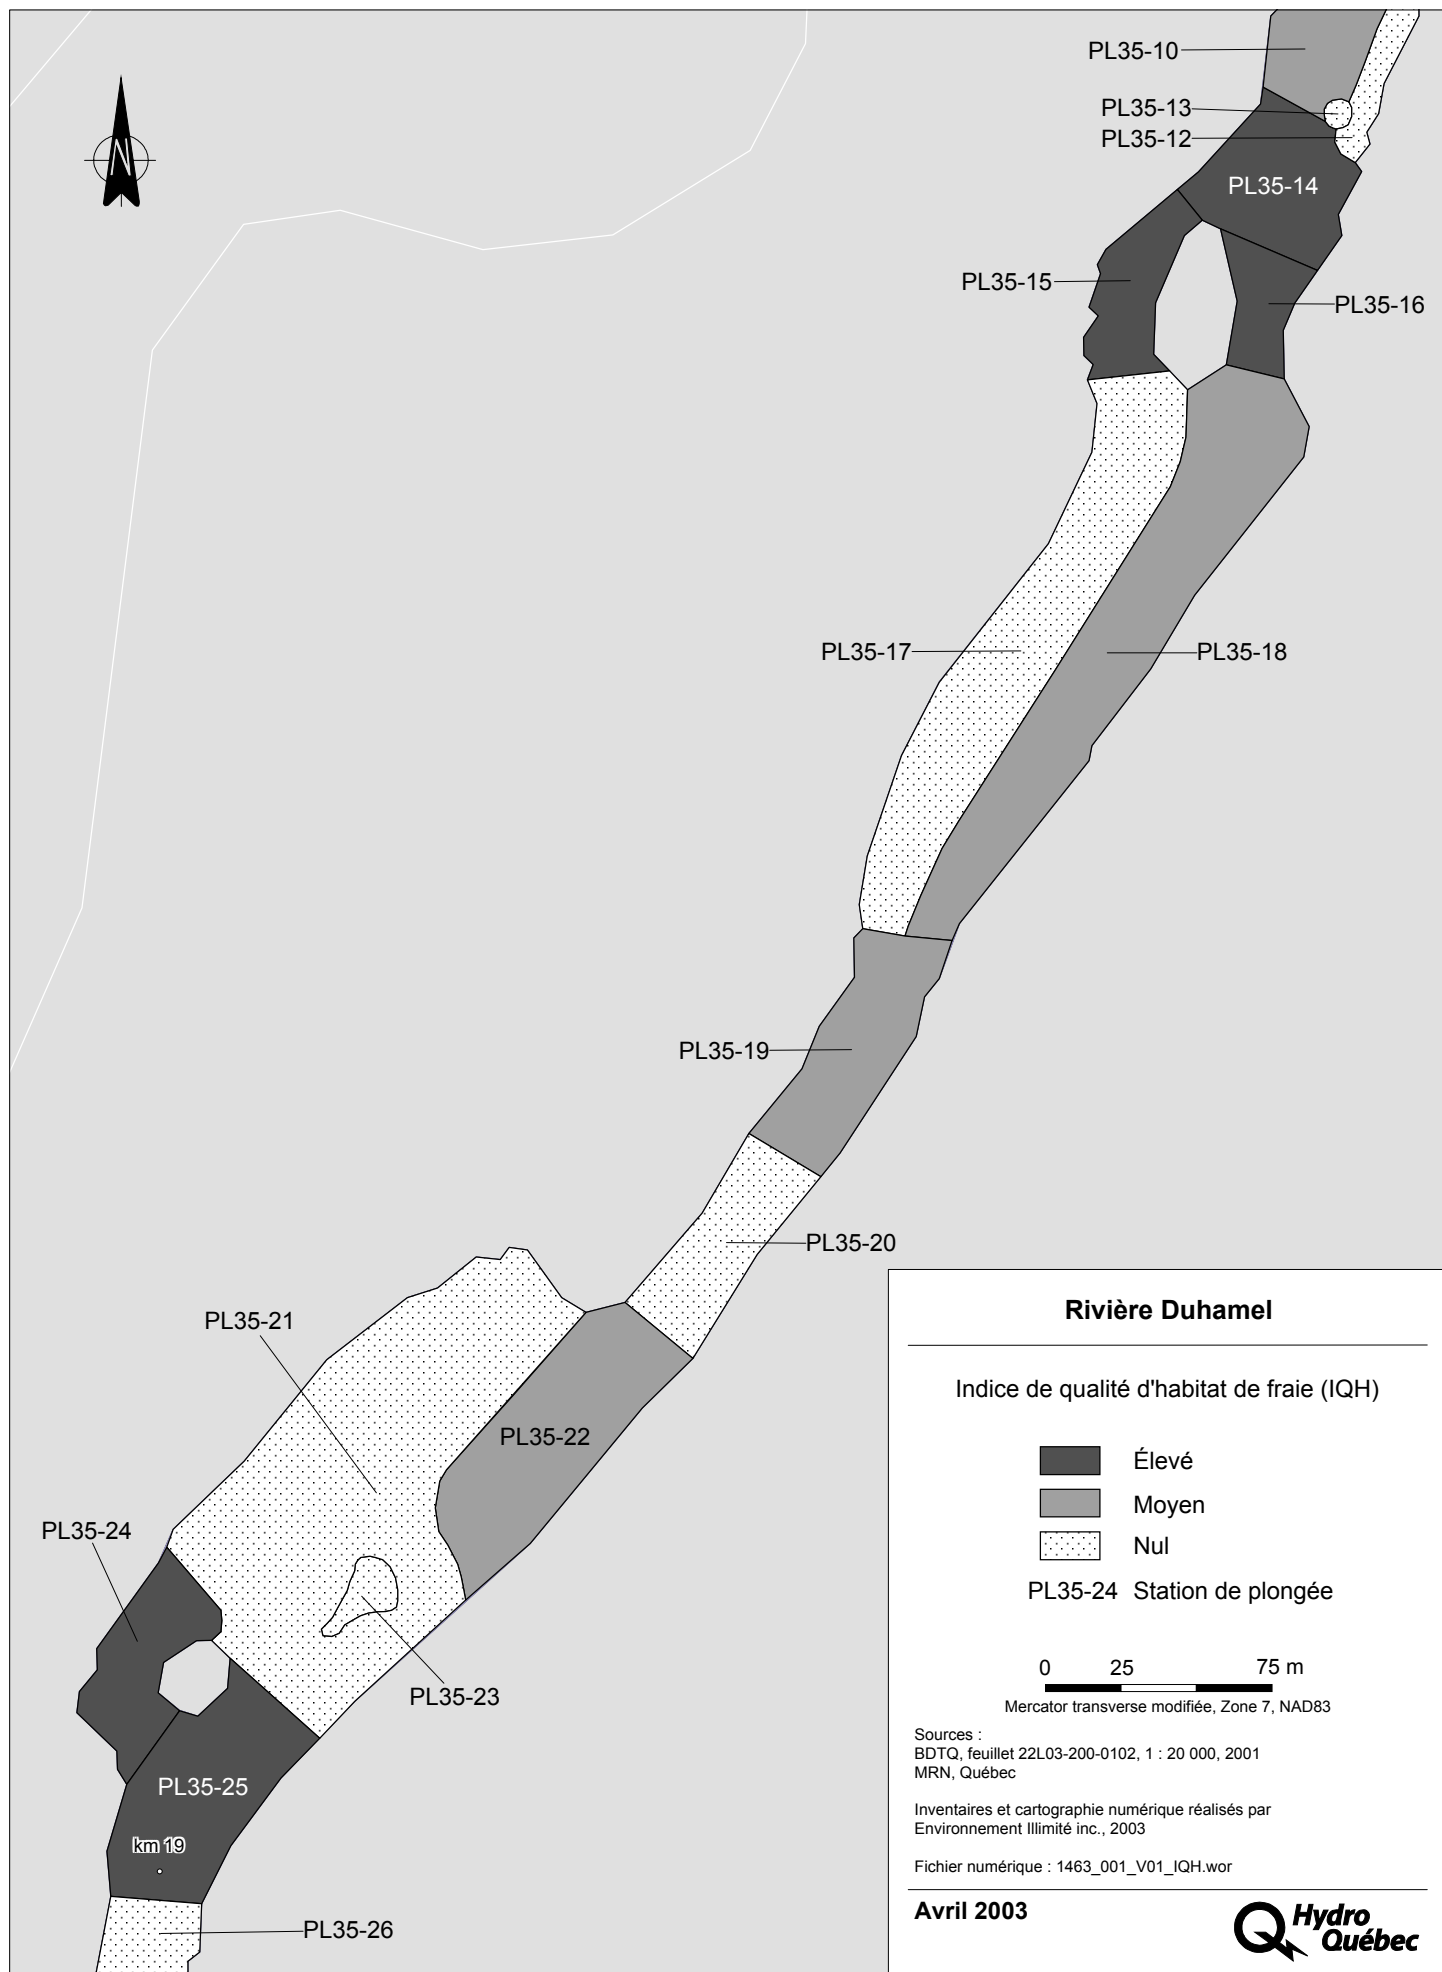 PL35-10
PL35-13
PL35-12
PL35-14
PL35-15
PL35-16
PL35-17
PL35-18
PL35-19
PL35-20
PL35-21
PL35-22
PL35-24
PL35-23
PL35-25
km 19
PL35-26
N
Rivière Duhamel
Indice de qualité d'habitat de fraie (IQH)
Élevé
Moyen
Nul
PL35-24 Station de plongée
0 25 75 m
Mercator transverse modifiée, Zone 7, NAD83
Sources :
BDTQ, feuillet 22L03-200-0102, 1 : 20 000, 2001
MRN, Québec
Inventaires et cartographie numérique réalisés par
Environnement Illimité inc., 2003
Fichier numérique : 1463_001_V01_IQH.wor
Avril 2003
Hydro
Québec